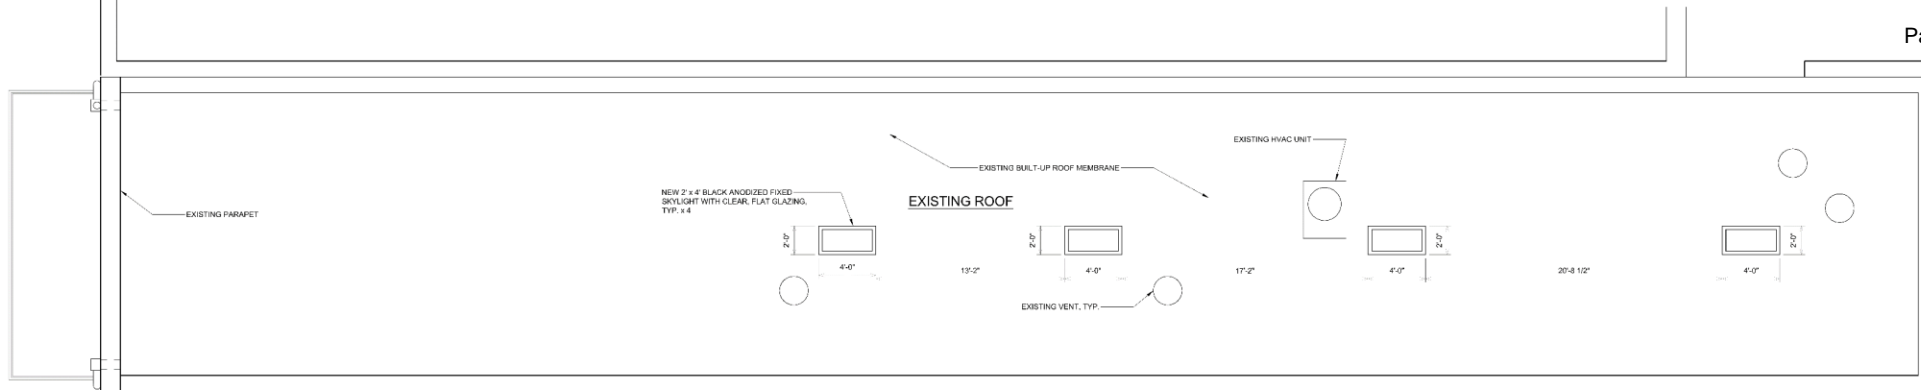 Pa
EXISTING HVAC UNIT
EXISTING BUILT-UP ROOF MEMBRANE
NEW 2' x 4' BLACK ANODIZED FIXED
SKYLIGHT WITH CLEAR, FLAT GLAZING,
TYP. x 4
EXISTING ROOF
EXISTING PARAPET
2'-0"
2'-0"
2'-0"
2'-0"
4'-0"
13'-2"
4'-0"
17'-2"
4'-0"
20'-8 1/2"
4'-0"
EXISTING VENT, TYP.